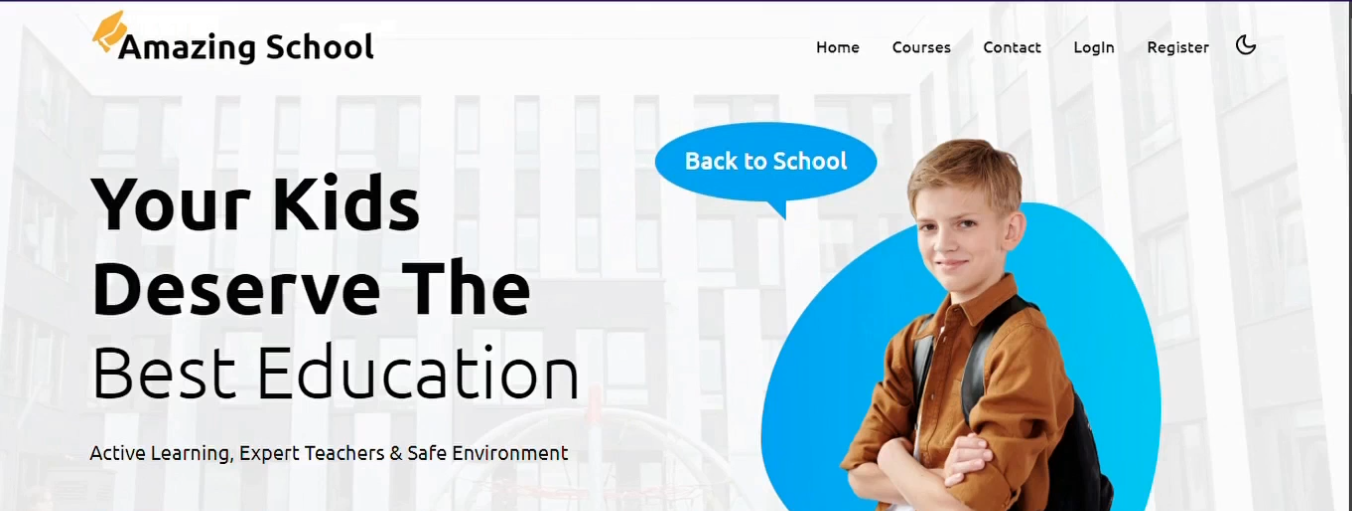 Amazing School
Home Courses Contact LogIn Register
Back to School
Your Kids
Deserve The
Best Education
Active Learning, Expert Teachers & Safe Environment